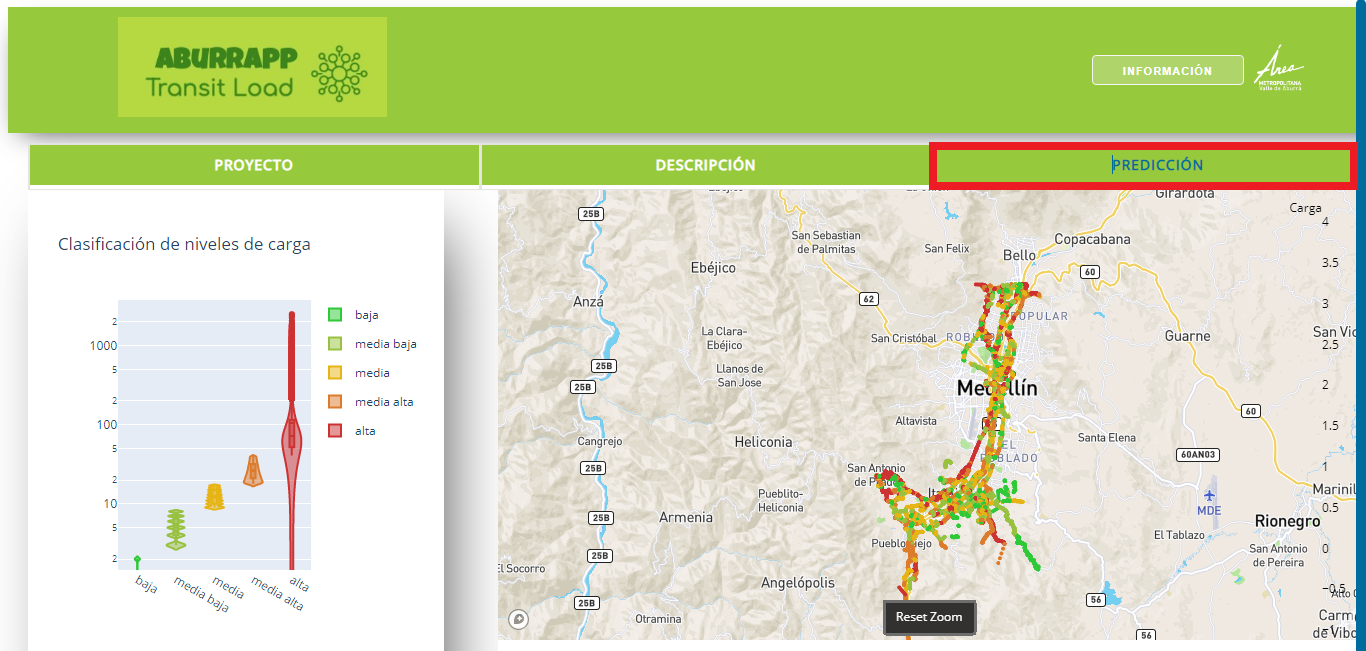 ABURRAPP
Transit Load
INFORMACIÓN
Área
METROPOLITANA
Valle de Aburrá
PROYECTO
DESCRIPCIÓN
PREDICCIÓN
Clasificación de niveles de carga
2
1000
5
2
100
5
2
10
5
2
baja
media baja
media
media alta
alta
baja
media baja
media
media alta
alta
Girardota
Carga
4
25B
San Sebastian
de Palmitas
San Felix
Copacabana
Bello
Ebéjico
60
3.5
Anzá
62
3
POPULAR
La Clara-
Ebéjico
San Cristóbal
Guarne
San Vic
2.5
25B
Llanos de
San Jose
25B
Medellín
2
60
Altavista
1.5
Cangrejo
Heliconia
Santa Elena
EL
POBLADO
60AN03
1
25B
San Antonio
de Prado
Pueblito-
Heliconia
MDE
Marinil
0.5
25B
Armenia
Rionegro
El Tablazo
Pueblo Viejo
San Antonio
de Pereira
0
25B
El Socorro
Angelópolis
−0.5
25B
56
Reset Zoom
Otramina
Carm
de Vibo
−1
56